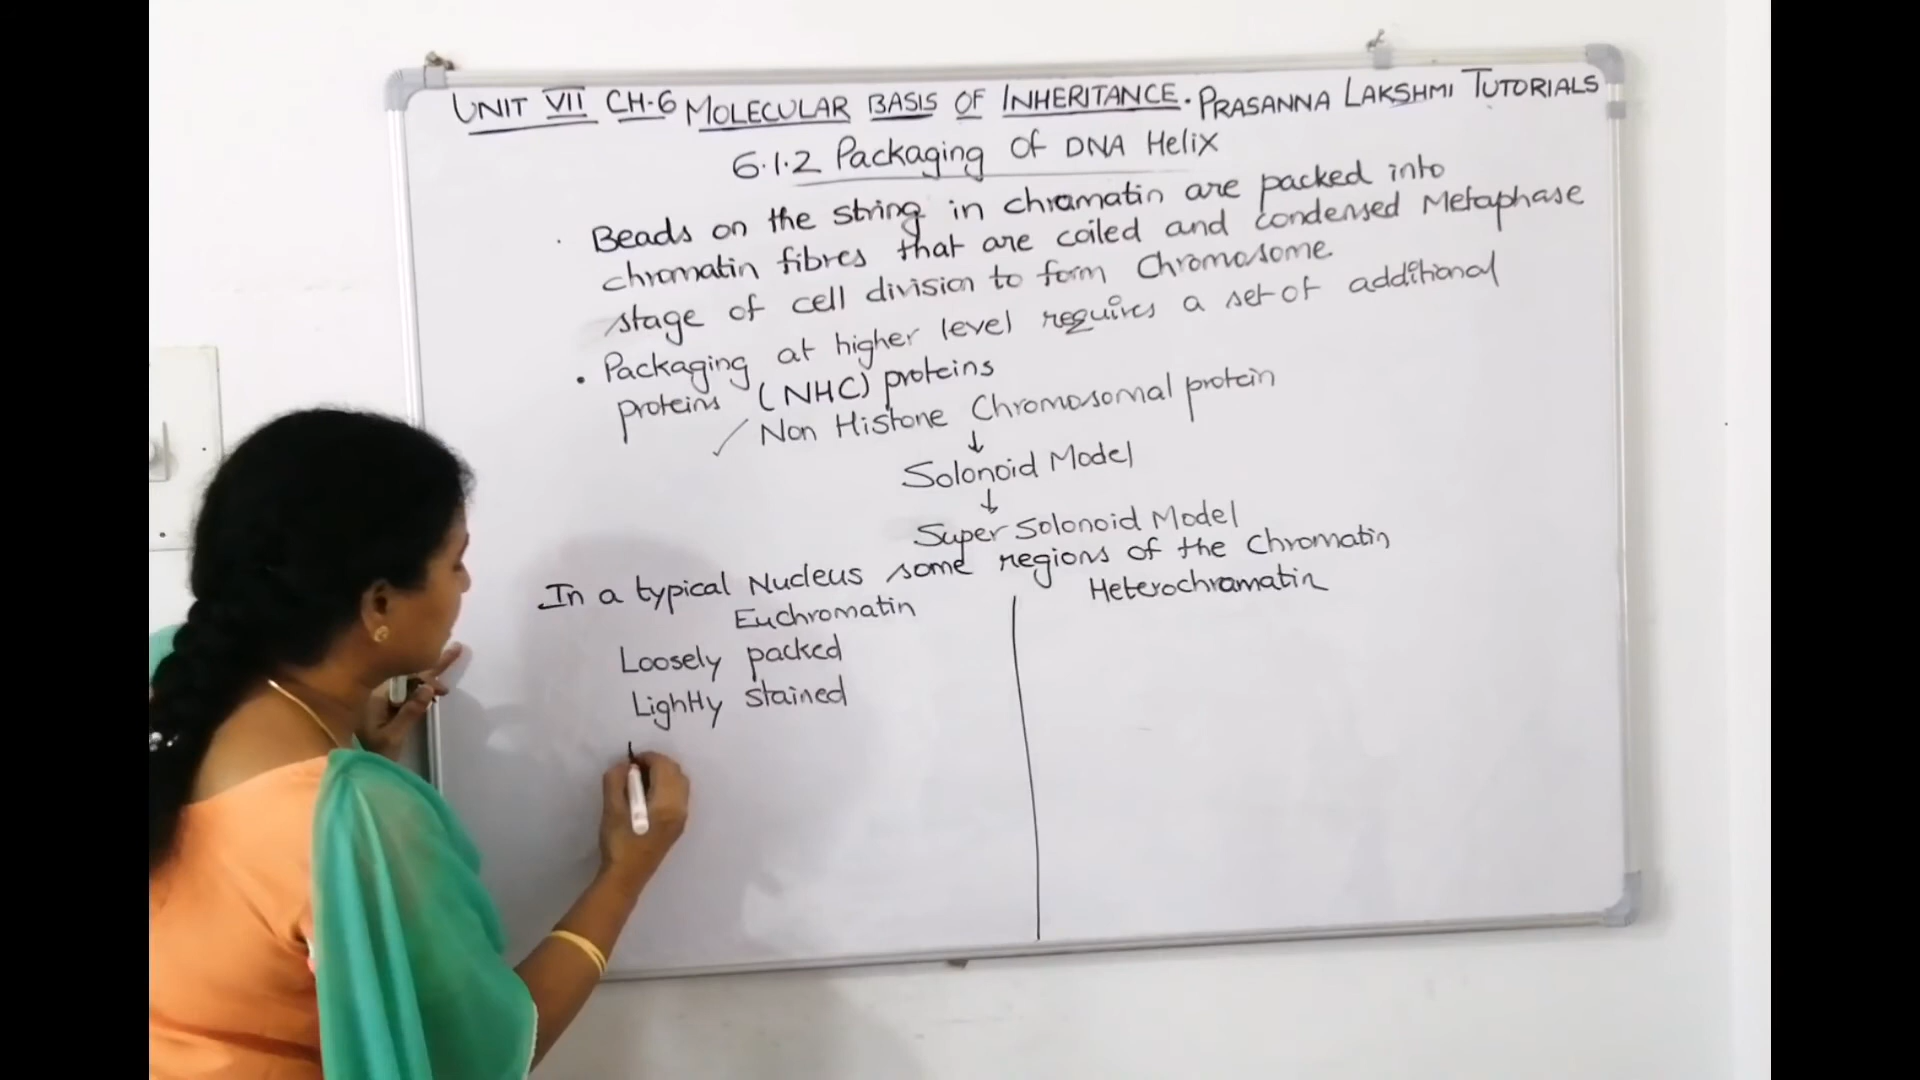 UNIT VII CH-6 MOLECULAR BASIS OF INHERITANCE. PRASANNA LAKSHMI TUTORIALS
6.1.2 Packaging Of DNA Helix
Beads on the string in chromatin are packed into
chromatin fibres that are coiled and condensed Metaphase
stage of cell division to form Chromosome.
• Packaging at higher level requires a set of additional
proteins (NHC) proteins
Non Histone Chromosomal protein
↓
Solonoid Model
↓
Super Solonoid Model
In a typical Nucleus some regions of the Chromatin
Euchromatin
Heterochromatin
Loosely packed
Lightly stained